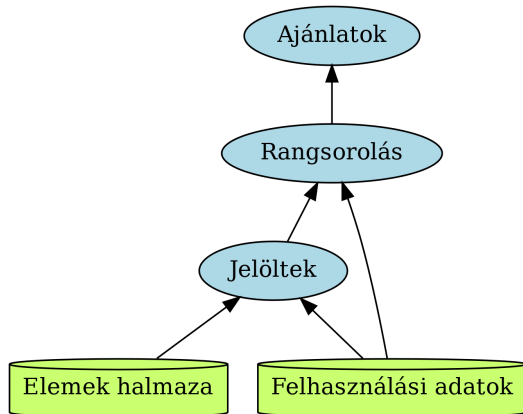 Ajánlatok
Rangsorolás
Jelöltek
Elemek halmaza
Felhasználási adatok